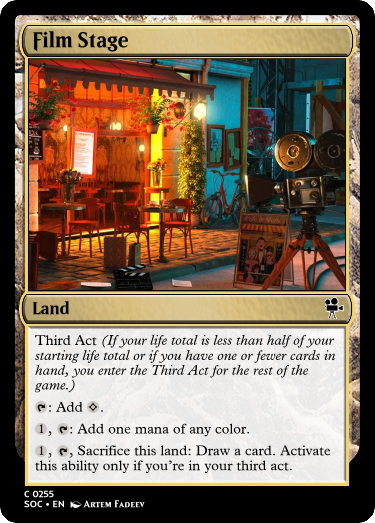 Film Stage
Land
Third Act (If your life total is less than half of your
starting life total or if you have one or fewer cards in
hand, you enter the Third Act for the rest of the
game.)
: Add .
1, : Add one mana of any color.
1, , Sacrifice this land: Draw a card. Activate
this ability only if you're in your third act.
C 0255
SOC • EN Artem Fadeev